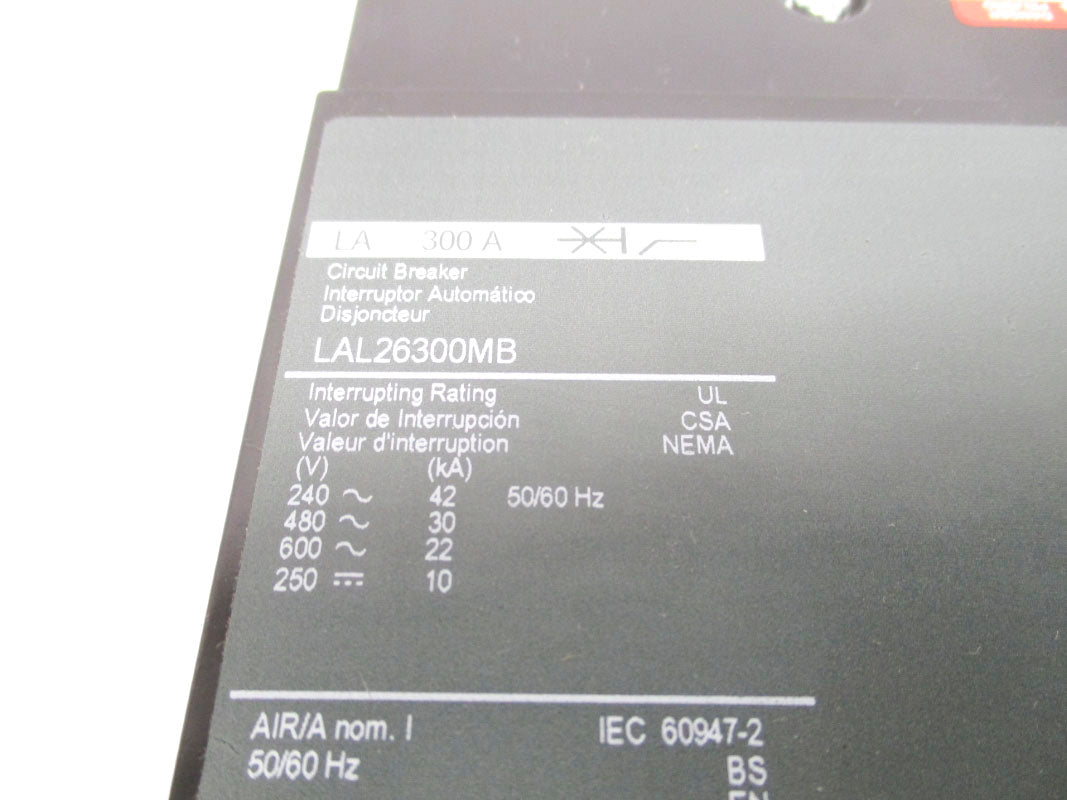 LA 300 A
Circuit Breaker
Interruptor Automático
Disjoncteur
LAL26300MB
Interrupting Rating UL
Valor de Interrupción CSA
Valeur d'interruption NEMA
(V) (kA)
240 ~ 42 50/60 Hz
480 ~ 30
600 ~ 22
250 ⎓ 10
AIR/A nom. I IEC 60947-2
50/60 Hz BS
EN